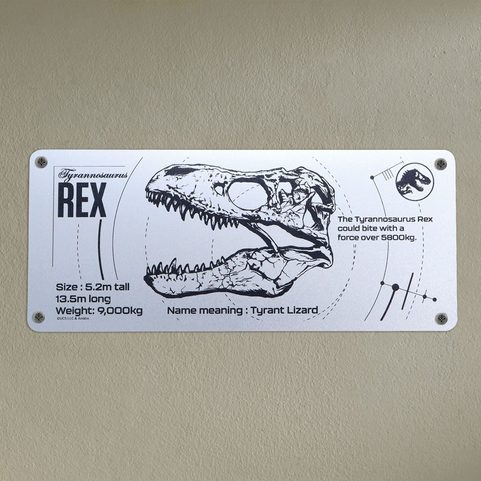 Tyrannosaurus
REX
The Tyrannosaurus Rex
could bite with a
force over 5800kg.
Size : 5.2m tall
13.5m long
Weight: 9,000kg
Name meaning : Tyrant Lizard